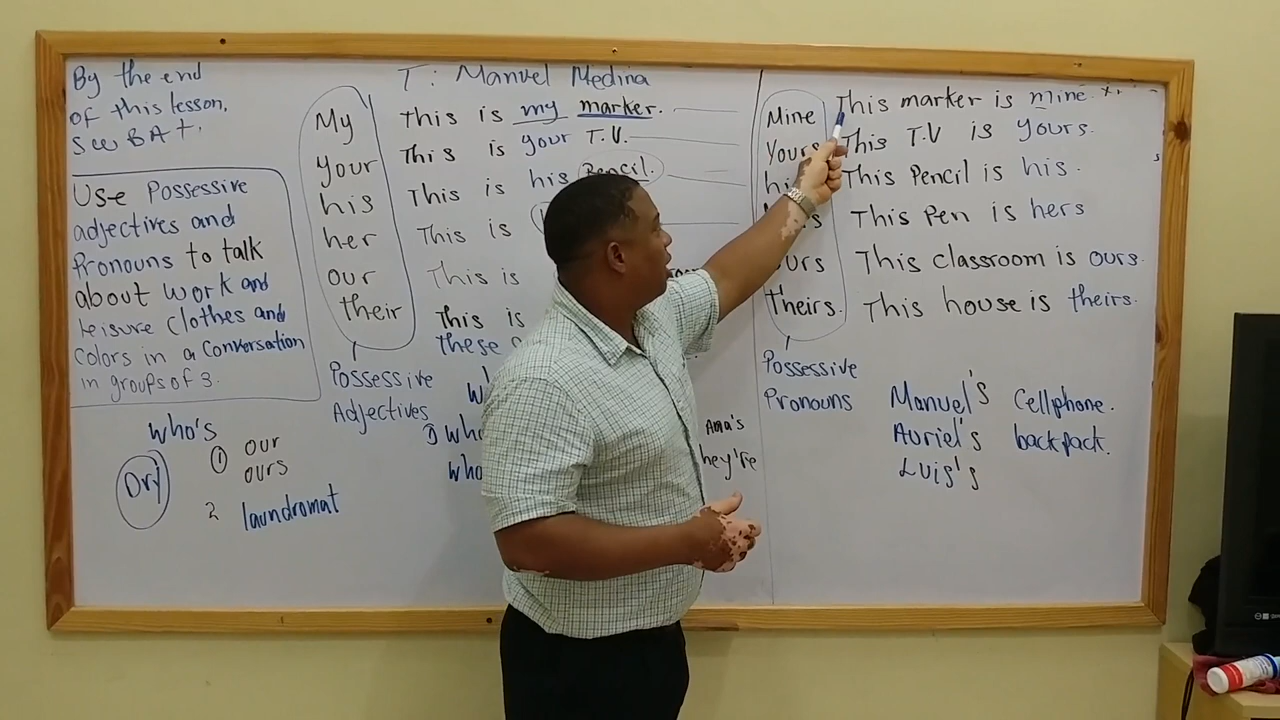 By the end
of this lesson,
SWBAT.
Use Possessive
adjectives and
Pronouns to talk
about work and
leisure clothes and
Colors in a Conversation
in groups of 3.
who's
Dry
1 our
ours
2 laundromat
My
your
his
her
our
their
Possessive
Adjectives
T: Manuel Medina
This is my marker.
This is your T.V.
This is his Pencil.
This is
This is
This is
These
who
Ana's
they're
Mine
Yours
his
ours
theirs.
Possessive
Pronouns
This marker is mine.
This T.V is yours.
This Pencil is his.
This Pen is hers
This classroom is ours.
This house is theirs.
Manuel's Cellphone.
Auriel's backpack.
Luis's